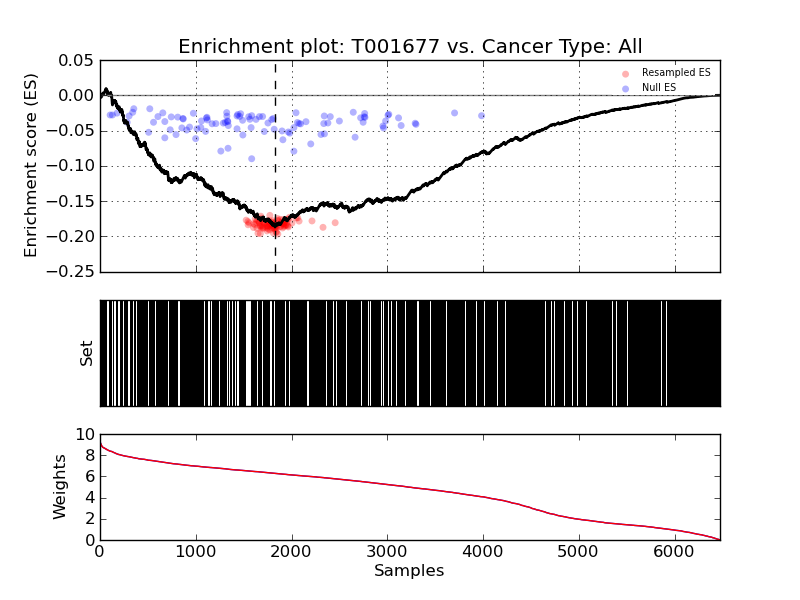 Enrichment plot: T001677 vs. Cancer Type: All
Enrichment score (ES)
0.05
0.00
−0.05
−0.10
−0.15
−0.20
−0.25
Resampled ES
Null ES
Set
Weights
10
8
6
4
2
0
0 1000 2000 3000 4000 5000 6000
Samples